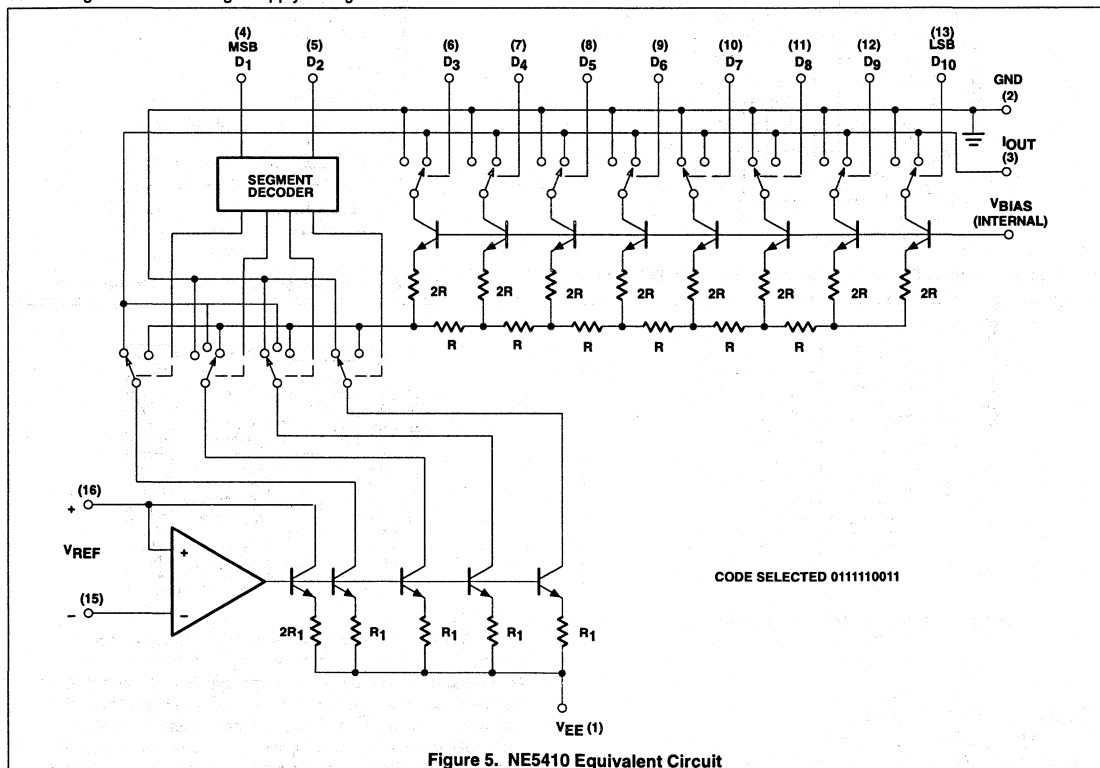 (4) (5) (6) (7) (8) (9) (10) (11) (12) (13)
MSB LSB
D1 D2 D3 D4 D5 D6 D7 D8 D9 D10
GND
(2)
IOUT
(3)
SEGMENT
DECODER
VBIAS
(INTERNAL)
2R 2R 2R 2R 2R 2R 2R 2R
R R R R R R
(16)
+
VREF
+
(15)
−
−
CODE SELECTED 0111110011
2R1 R1 R1 R1 R1
VEE (1)
Figure 5. NE5410 Equivalent Circuit